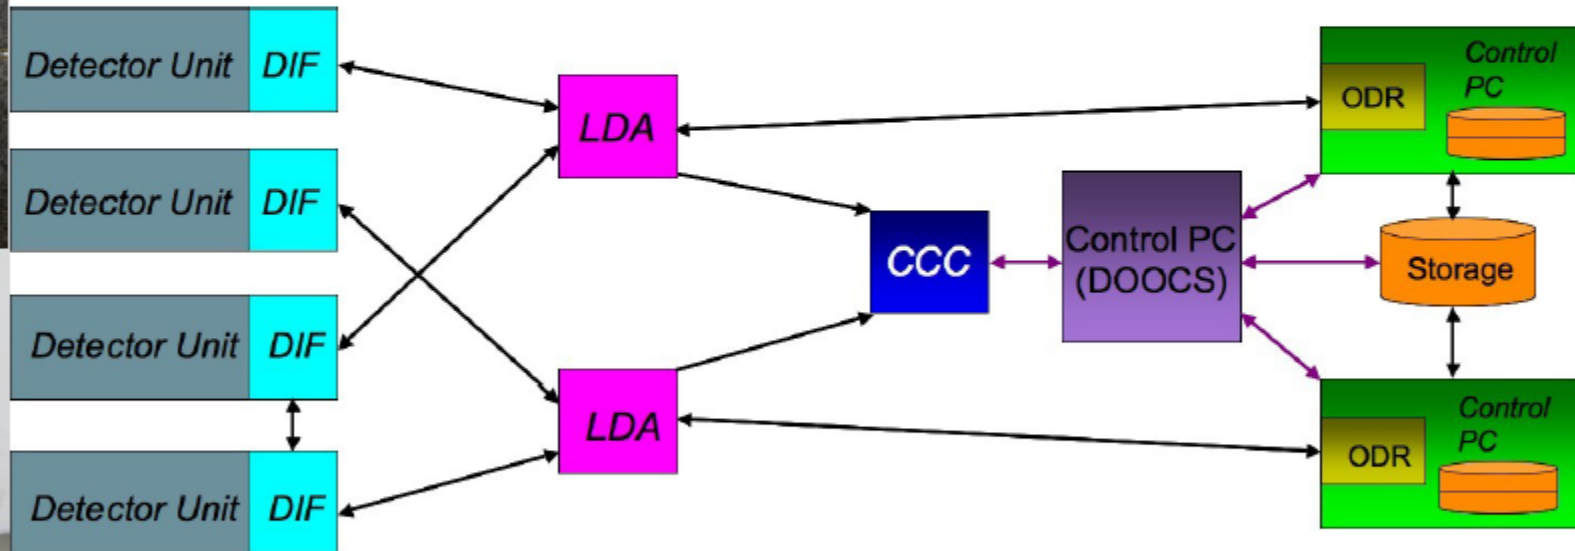 Detector Unit DIF
Detector Unit DIF
Detector Unit DIF
Detector Unit DIF
LDA
LDA
CCC
Control PC
(DOOCS)
ODR
Control
PC
Storage
ODR
Control
PC